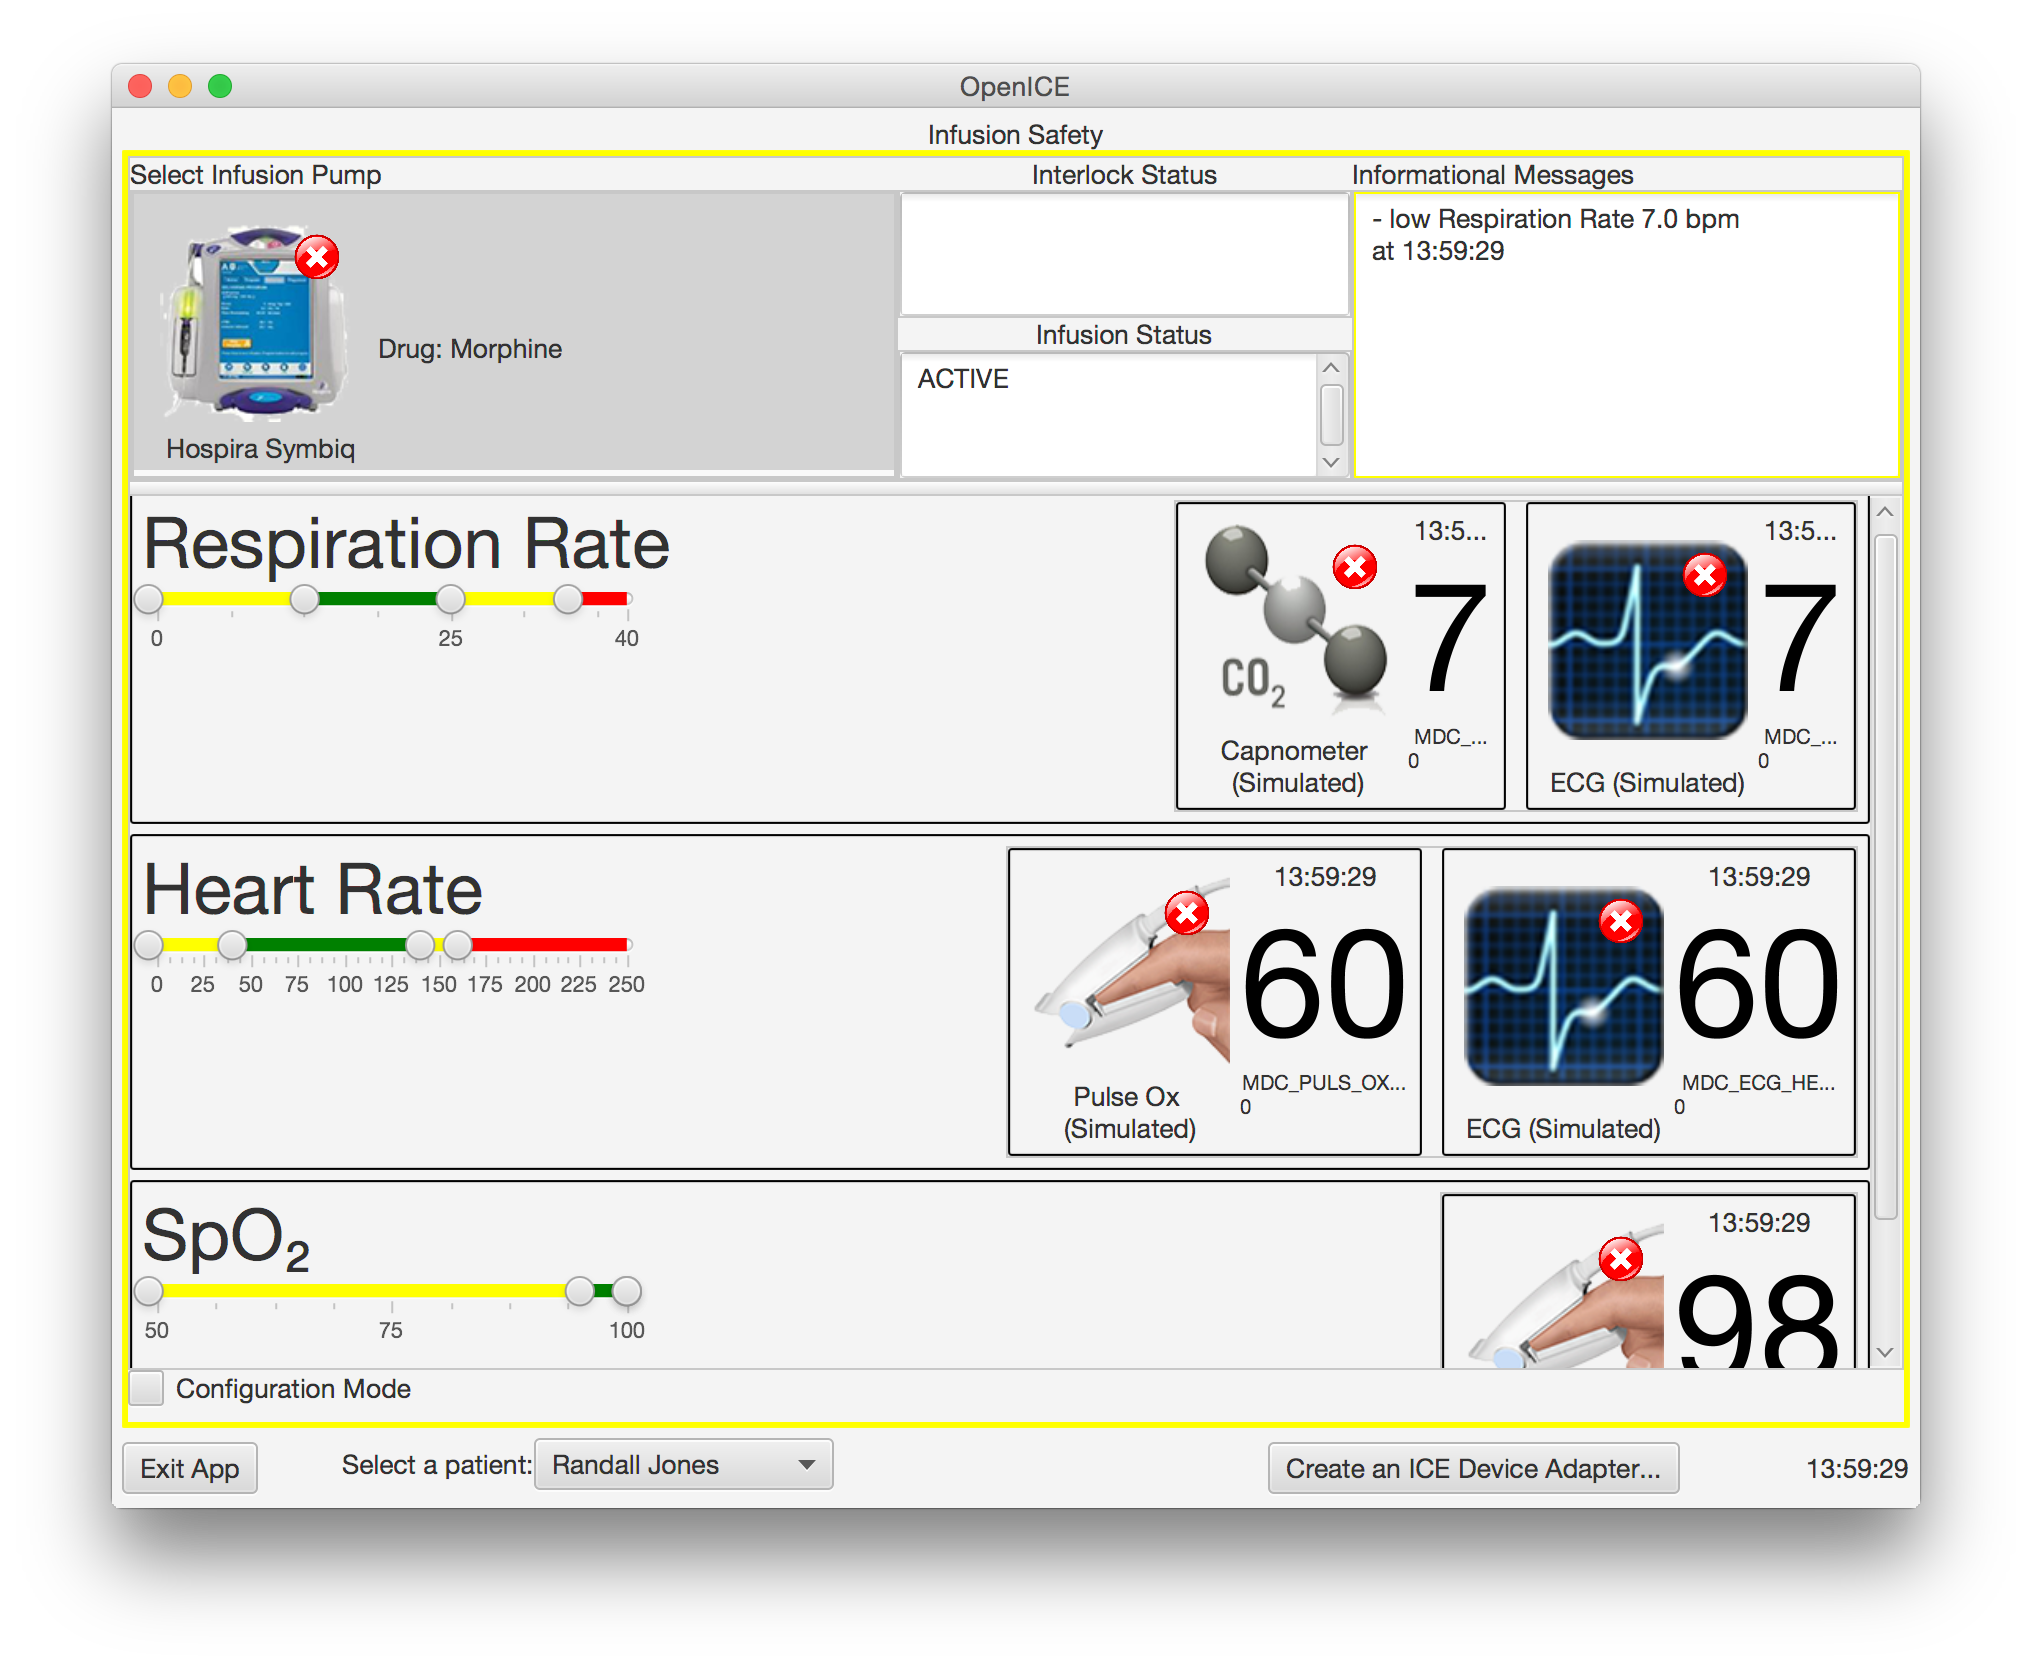 OpenICE
Infusion Safety
Select Infusion Pump
Interlock Status
Informational Messages
- low Respiration Rate 7.0 bpm
at 13:59:29
Drug: Morphine
Hospira Symbiq
Infusion Status
ACTIVE
Respiration Rate
0 25 40
13:5...
7
CO2
MDC_...
0
Capnometer
(Simulated)
13:5...
7
MDC_...
0
ECG (Simulated)
Heart Rate
0 25 50 75 100 125 150 175 200 225 250
13:59:29
60
MDC_PULS_OX...
0
Pulse Ox
(Simulated)
13:59:29
60
MDC_ECG_HE...
0
ECG (Simulated)
SpO₂
50 75 100
13:59:29
98
Configuration Mode
Exit App
Select a patient:
Randall Jones
Create an ICE Device Adapter...
13:59:29